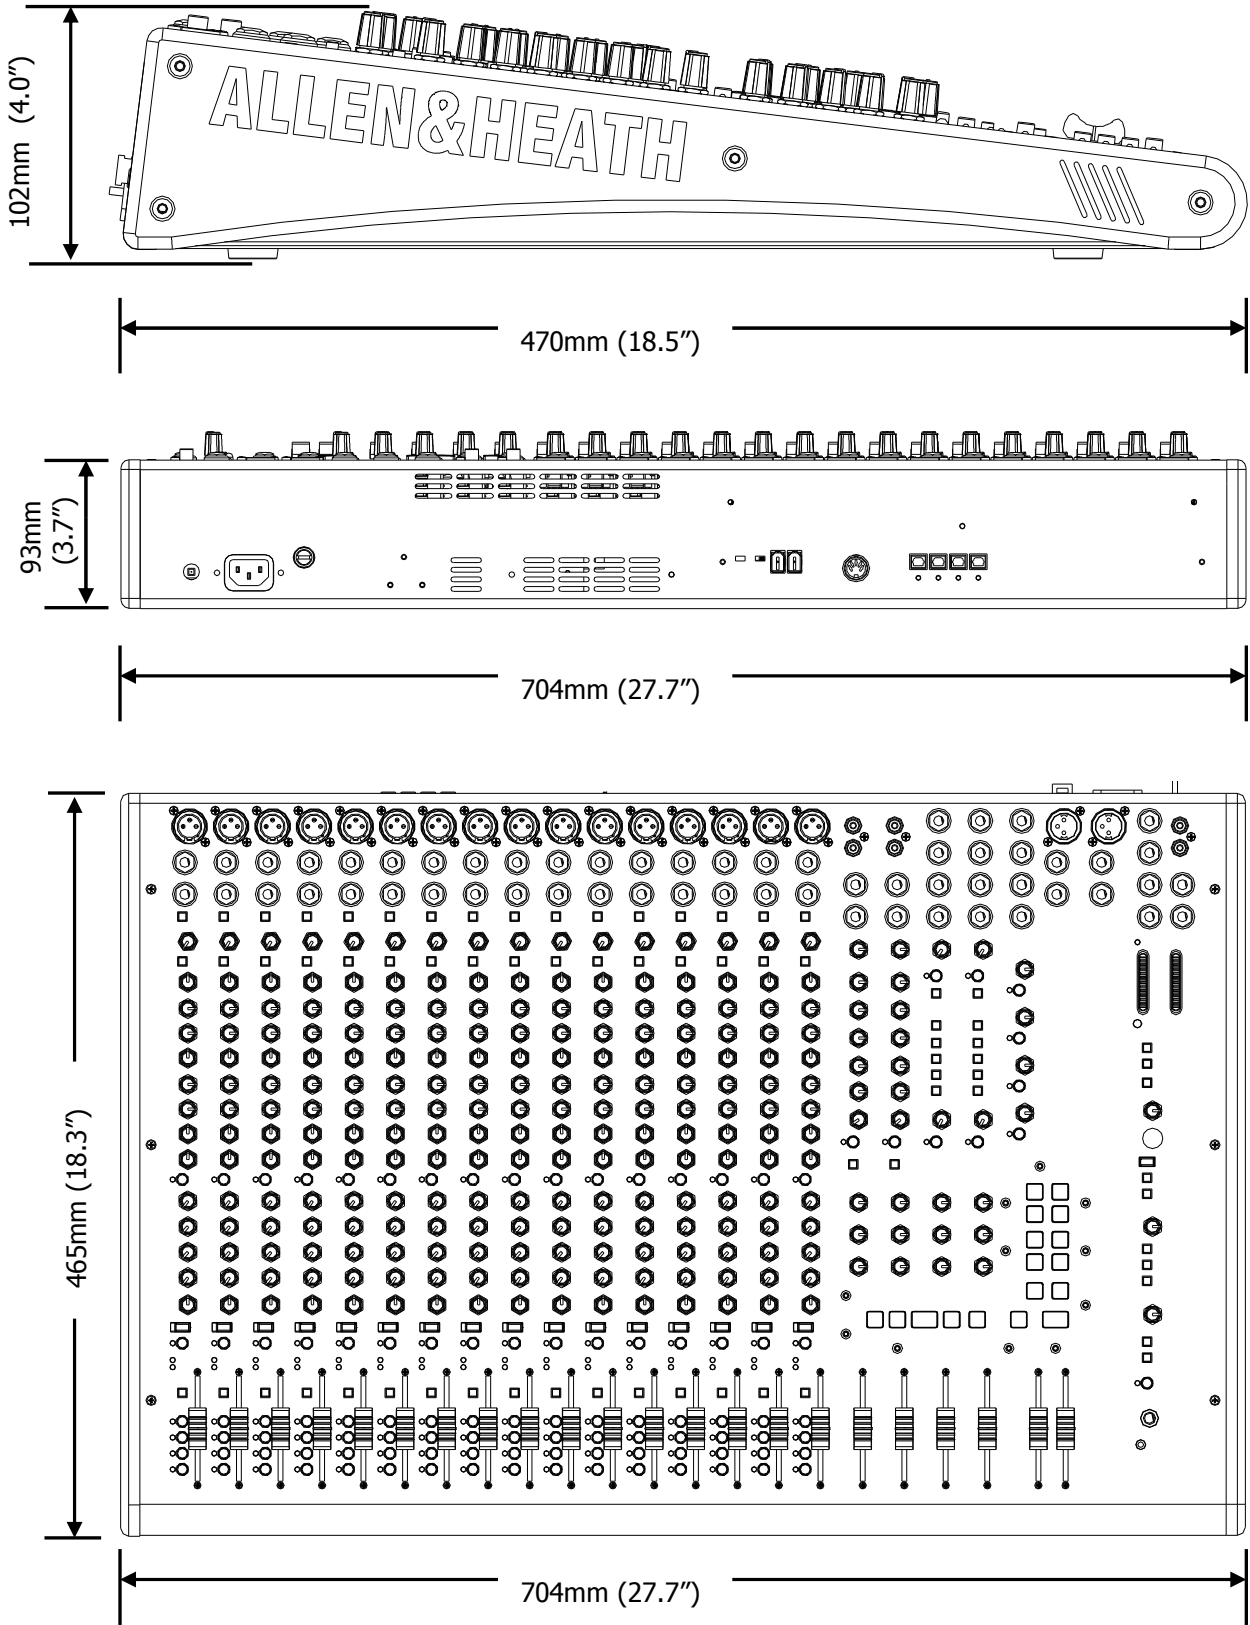 102mm (4.0”)
ALLEN&HEATH
470mm (18.5”)
93mm
(3.7”)
704mm (27.7”)
465mm (18.3”)
704mm (27.7”)